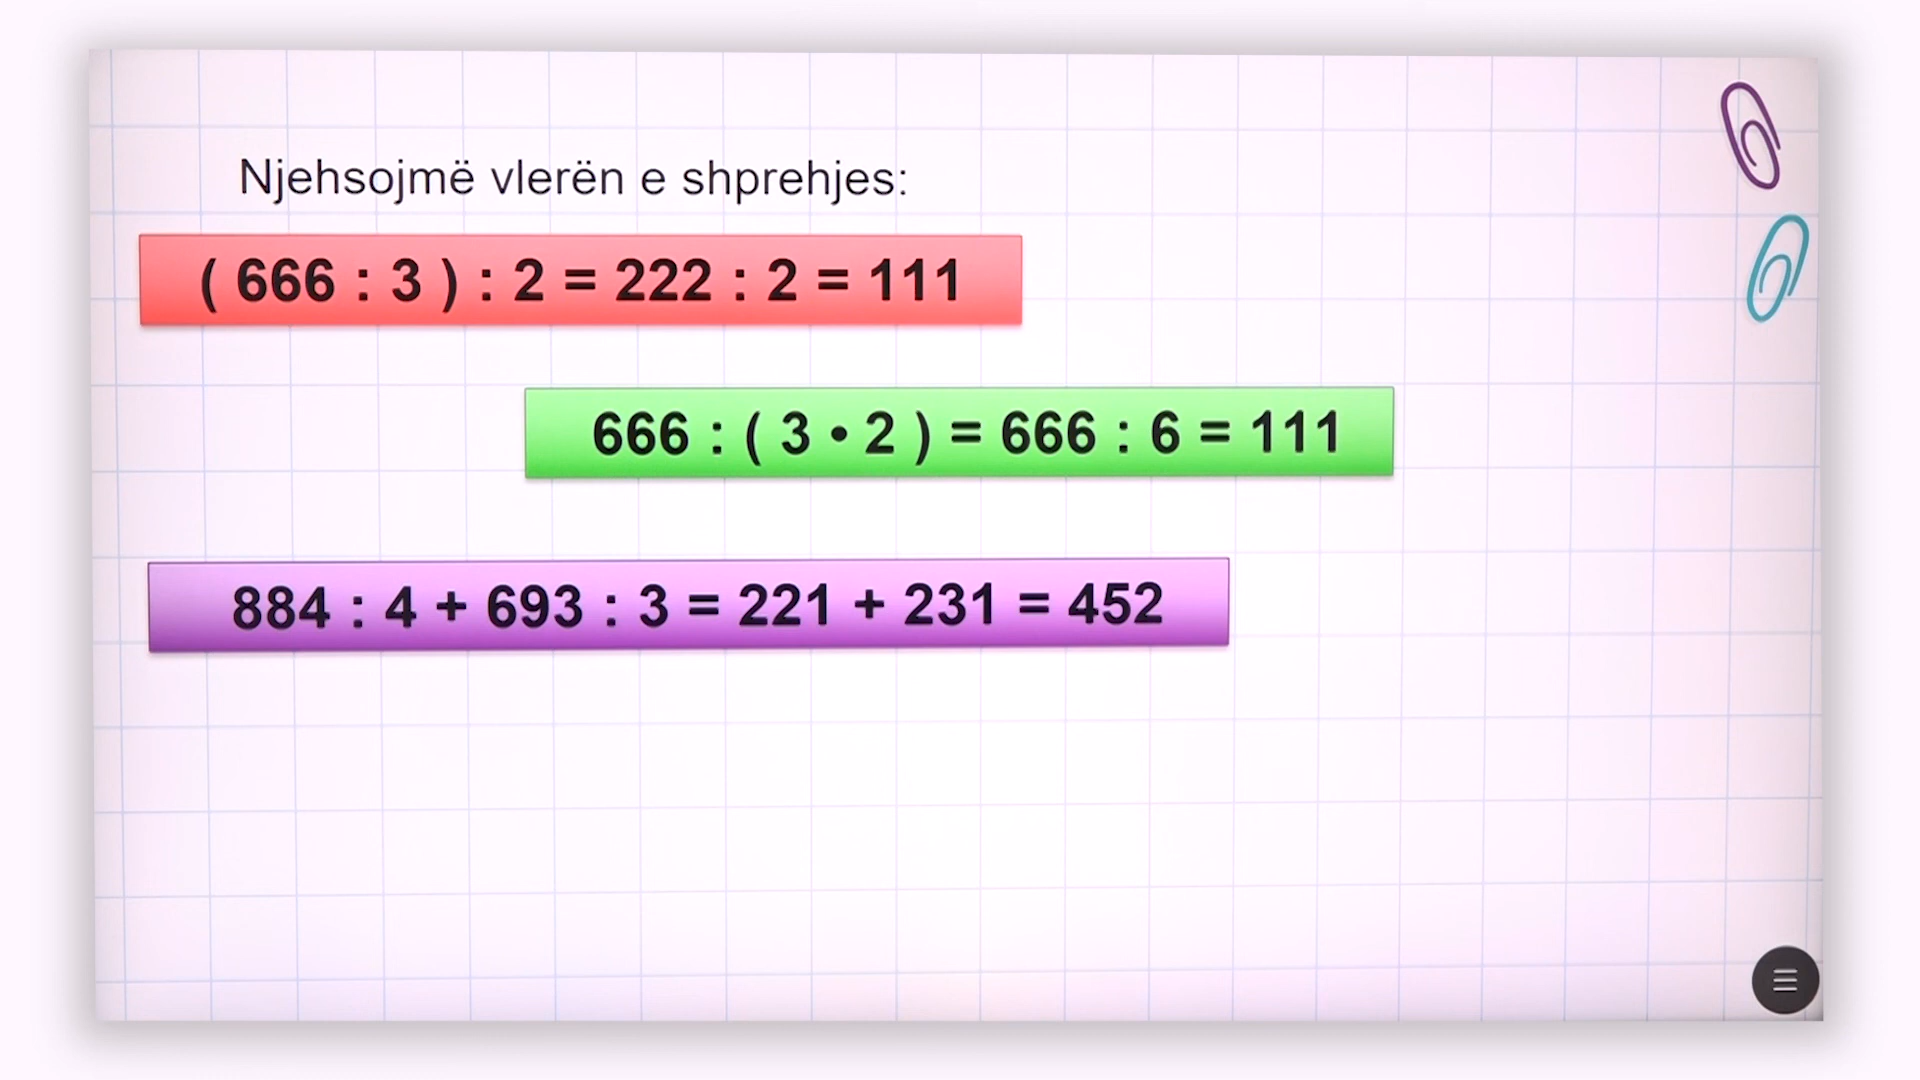 Njehsojmë vlerën e shprehjes:
( 666 : 3 ) : 2 = 222 : 2 = 111
666 : ( 3 • 2 ) = 666 : 6 = 111
884 : 4 + 693 : 3 = 221 + 231 = 452